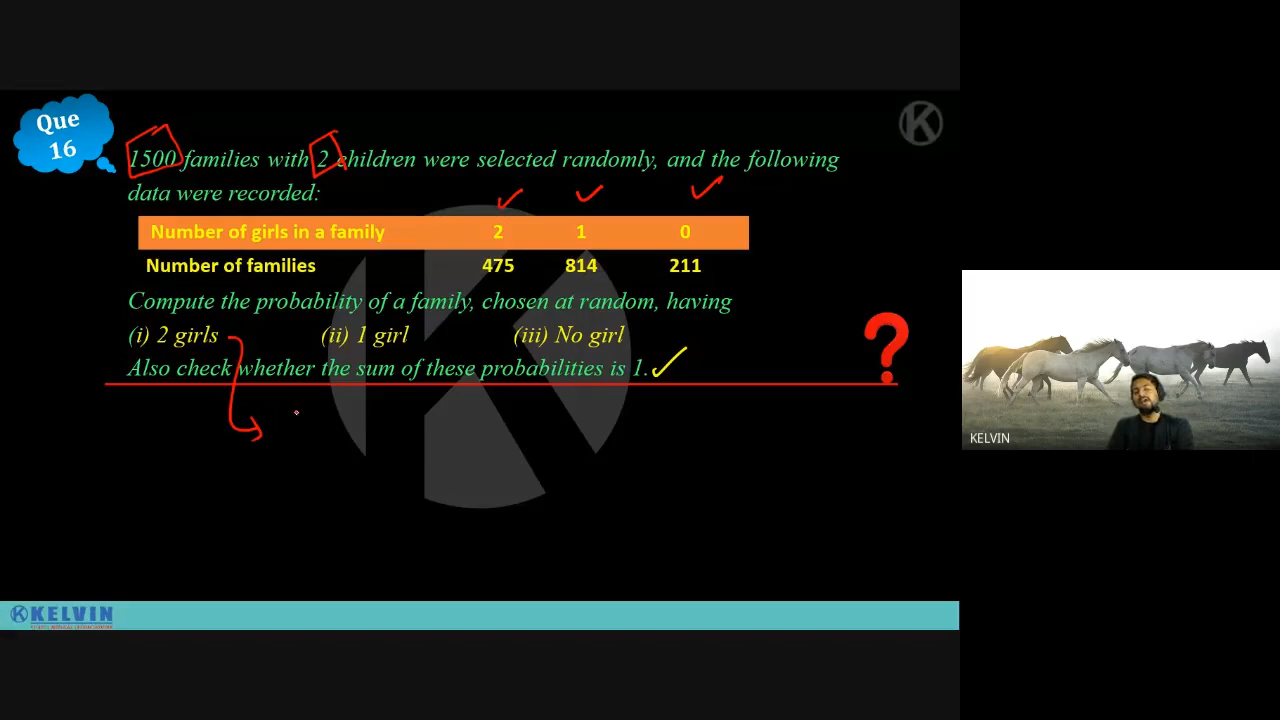 Que
16
1500 families with 2 children were selected randomly, and the following
data were recorded:
Number of girls in a family 2 1 0
Number of families 475 814 211
Compute the probability of a family, chosen at random, having
(i) 2 girls (ii) 1 girl (iii) No girl
Also check whether the sum of these probabilities is 1.
?
KELVIN
KELVIN